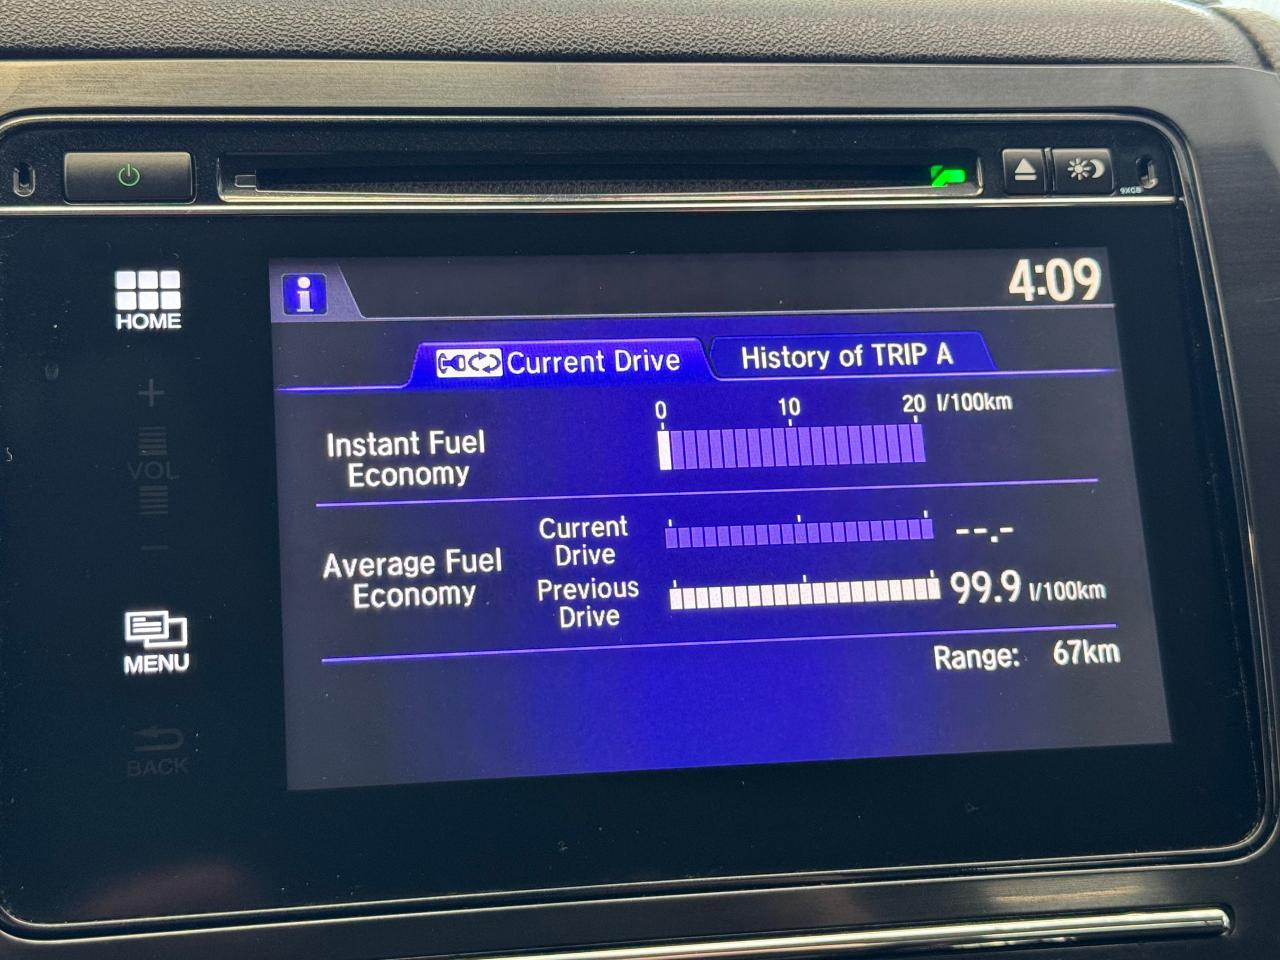 9XCB
HOME
4:09
Current Drive
History of TRIP A
0 10 20 l/100km
Instant Fuel
Economy
VOL
Average Fuel
Economy
Current
Drive
--.-
Previous
Drive
99.9 l/100km
Range: 67km
MENU
BACK